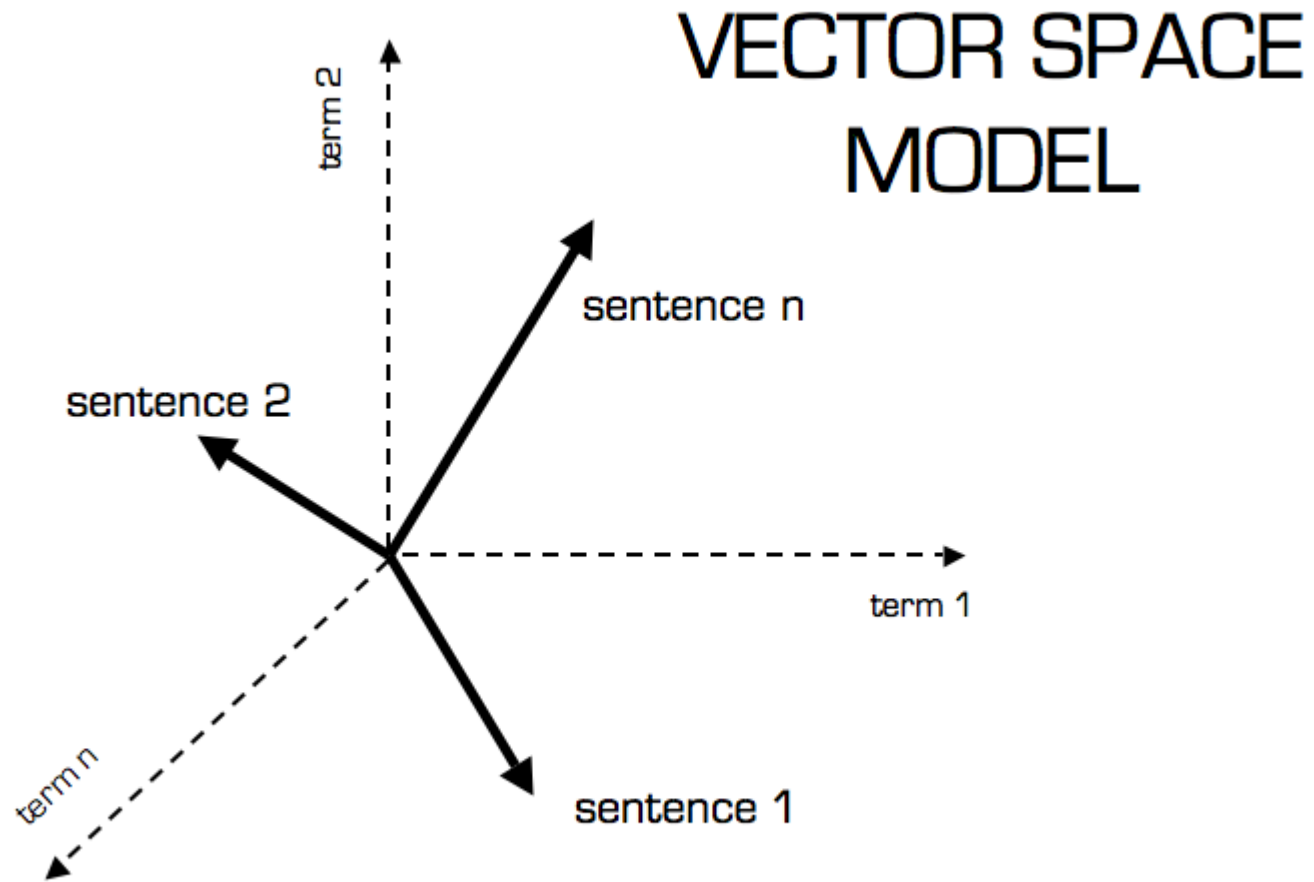 VECTOR SPACE
MODEL
term 2
sentence n
sentence 2
term 1
term n
sentence 1